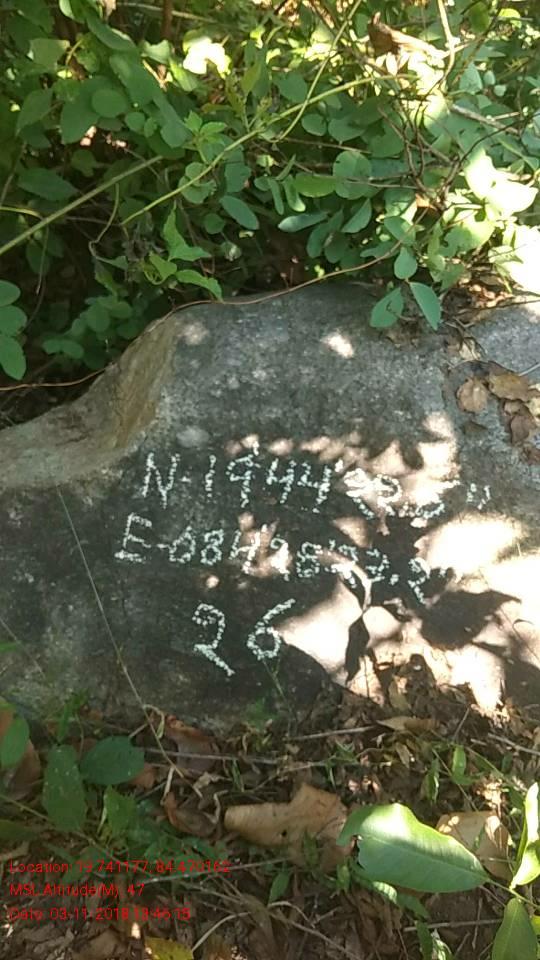 N-1944
E-084
26
Location: 19.741177, 84.470162
MSL Altitude(M): 47
Date: 03-11-2018 13:46:15